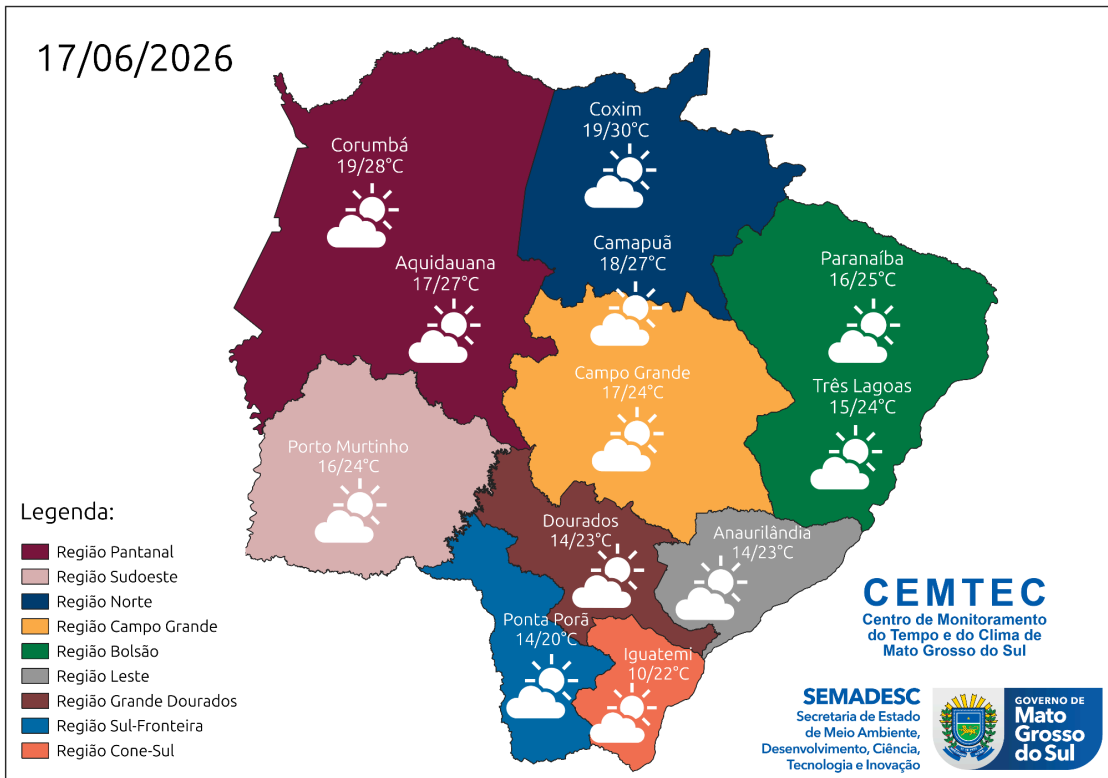 17/06/2026
Coxim
19/30°C
Corumbá
19/28°C
Camapuã
18/27°C
Aquidauana
17/27°C
Paranaíba
16/25°C
Campo Grande
17/24°C
Três Lagoas
15/24°C
Porto Murtinho
16/24°C
Dourados
14/23°C
Anaurilândia
14/23°C
Ponta Porã
14/20°C
Iguatemi
10/22°C
Legenda:
Região Pantanal
Região Sudoeste
Região Norte
Região Campo Grande
Região Bolsão
Região Leste
Região Grande Dourados
Região Sul-Fronteira
Região Cone-Sul
CEMTEC
Centro de Monitoramento
do Tempo e do Clima de
Mato Grosso do Sul
SEMADESC
Secretaria de Estado
de Meio Ambiente,
Desenvolvimento, Ciência,
Tecnologia e Inovação
GOVERNO DE
Mato
Grosso
do Sul